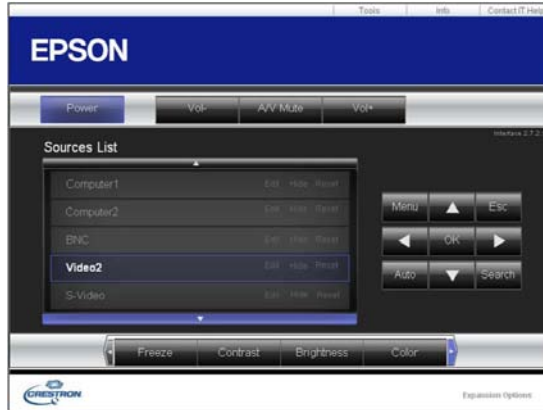 Tools Info Contact IT Help
EPSON
Power Vol- A/V Mute Vol+
Interface 2.7.2.
Sources List
Computer1 Edit Hide Reset
Computer2 Edit Hide Reset
BNC Edit Hide Reset
Video2 Edit Hide Reset
S-Video Edit Hide Reset
Menu Esc
OK
Auto Search
Freeze Contrast Brightness Color
CRESTRON
Expansion Options